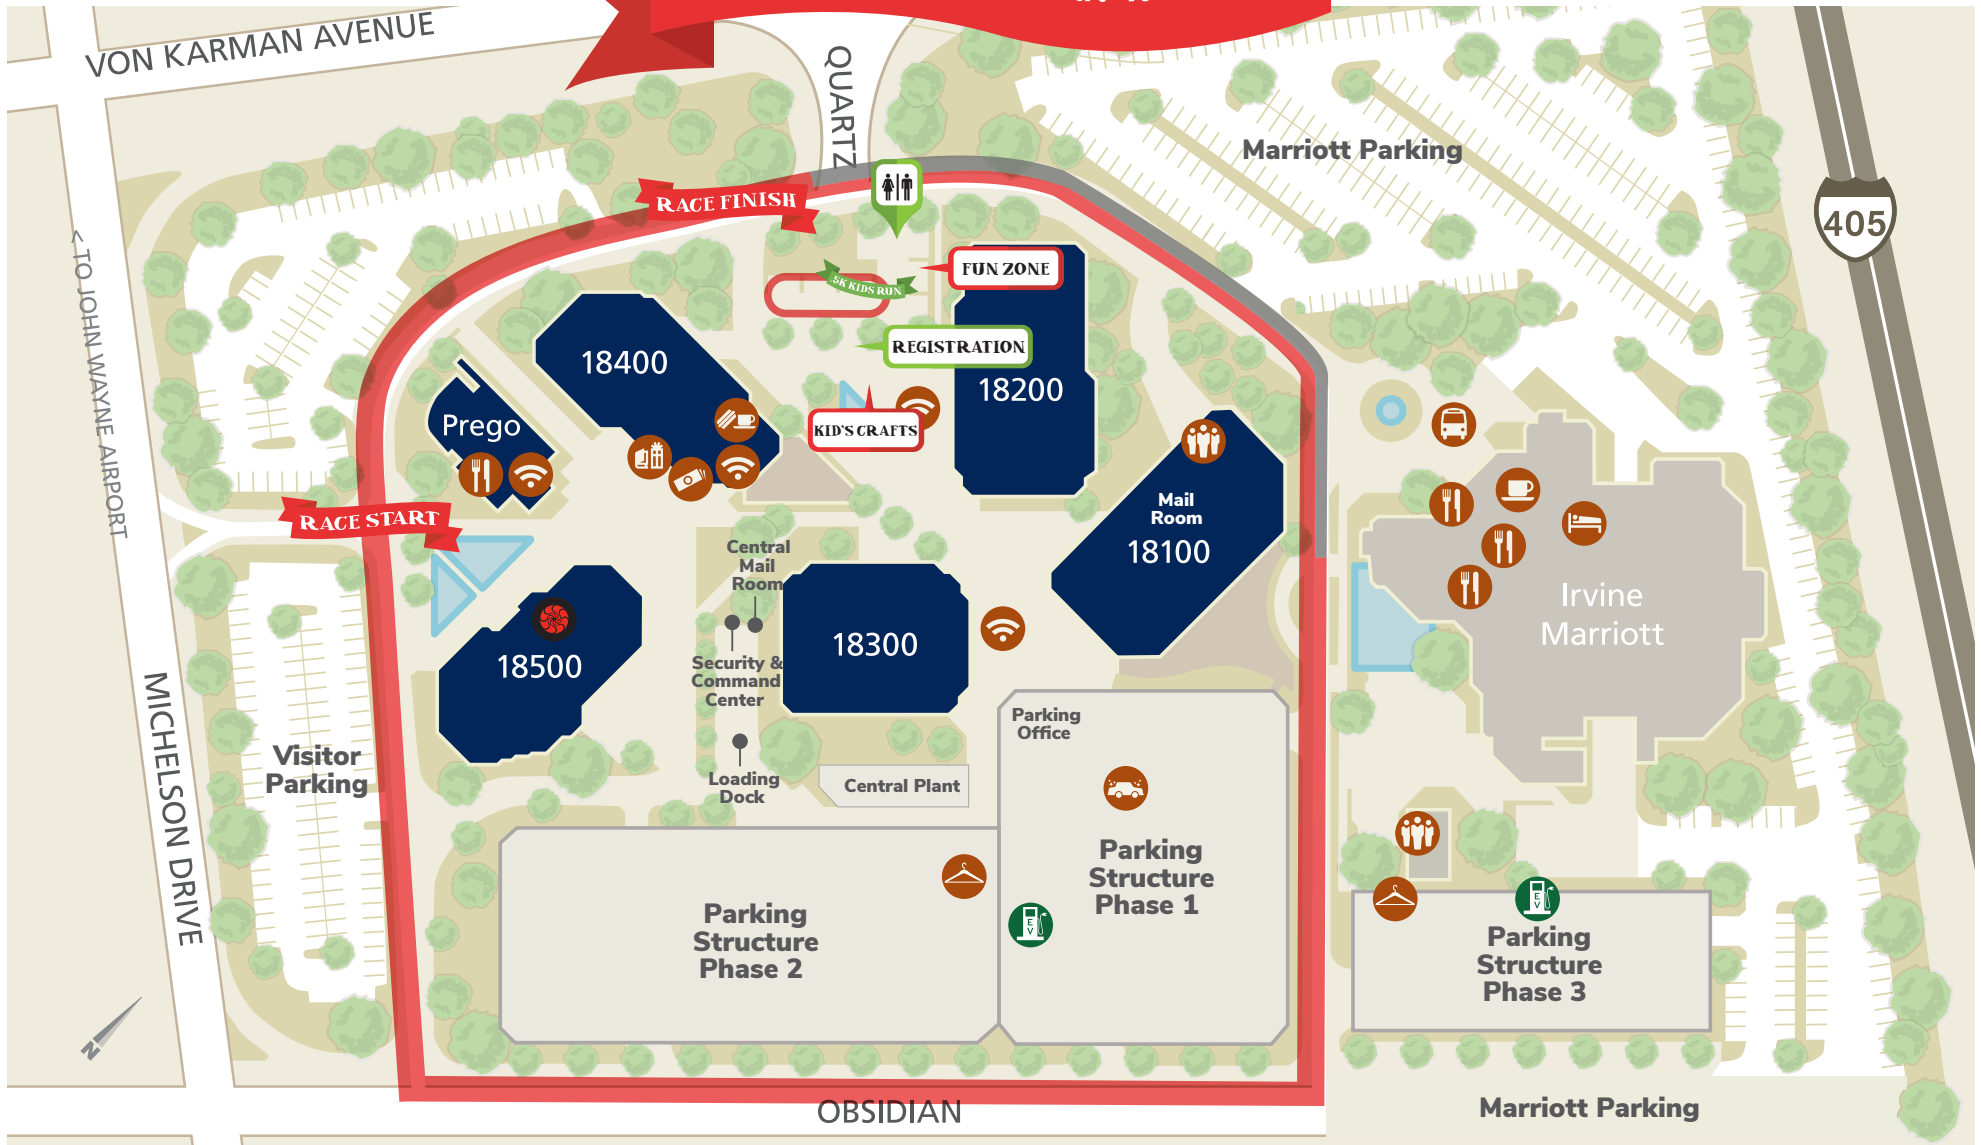 VON KARMAN AVENUE
QUARTZ
Marriott Parking
405
RACE FINISH
< TO JOHN WAYNE AIRPORT
5K KIDS RUN
FUN ZONE
REGISTRATION
18400
18200
Prego
KID'S CRAFTS
RACE START
Mail
Room
18100
Central
Mail
Room
Irvine
Marriott
18300
18500
Security &
Command
Center
MICHELSON DRIVE
Parking
Office
Visitor
Parking
Loading
Dock
Central Plant
Parking
Structure
Phase 1
Parking
Structure
Phase 2
EV
EV
Parking
Structure
Phase 3
N
OBSIDIAN
Marriott Parking